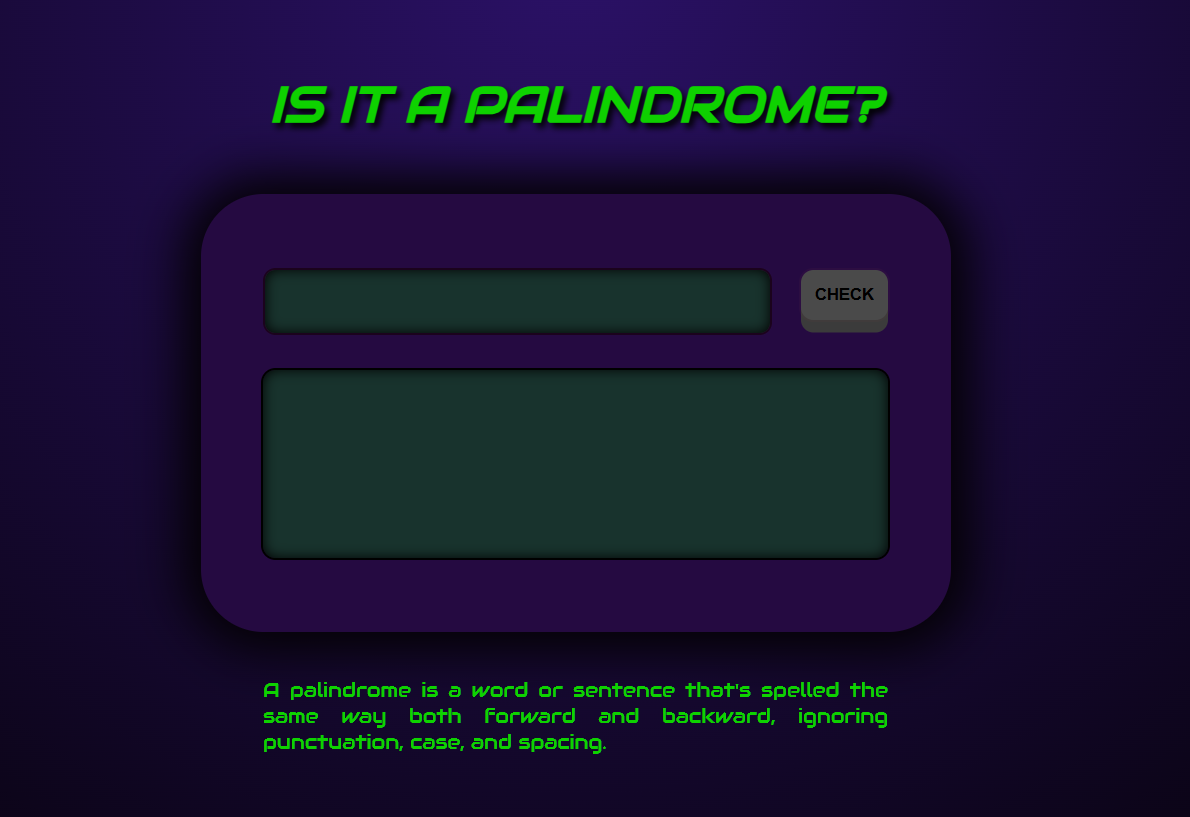 IS IT A PALINDROME?
CHECK
A palindrome is a word or sentence that's spelled the
same way both forward and backward, ignoring
punctuation, case, and spacing.